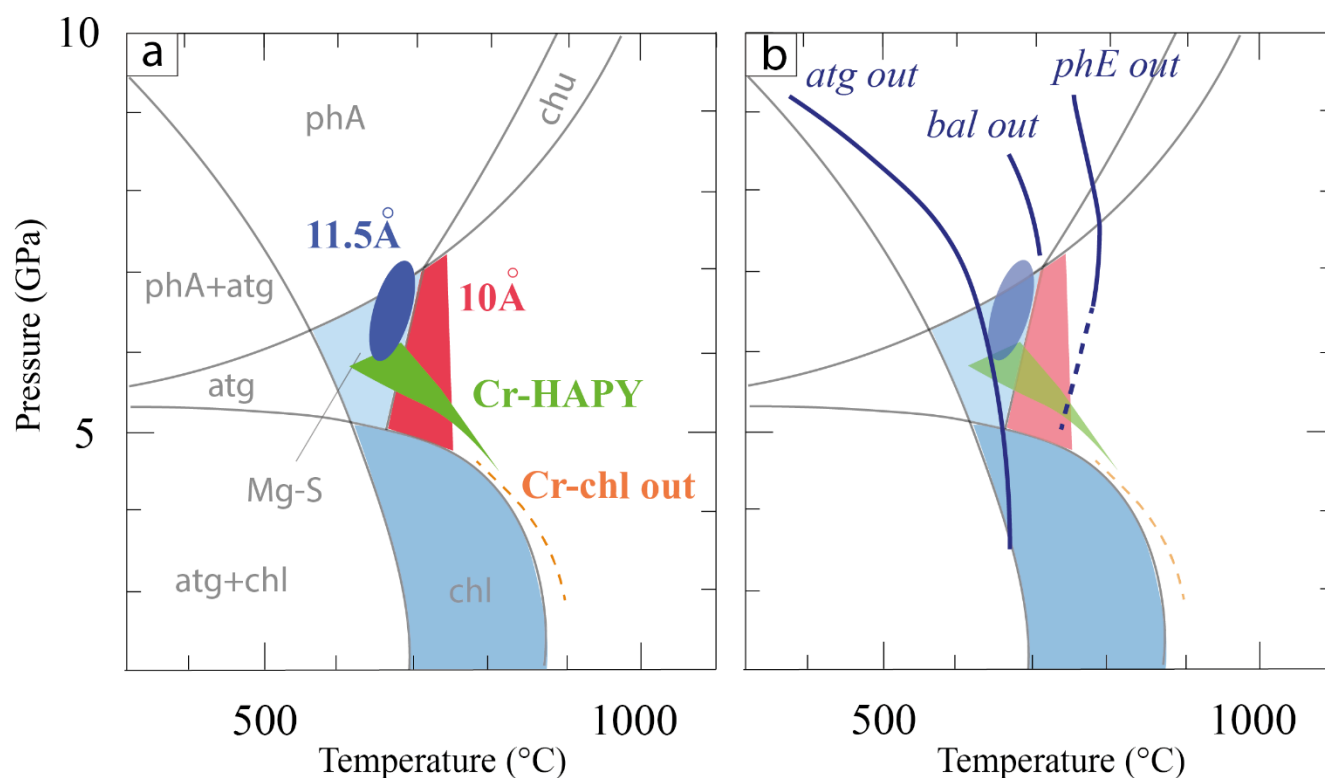 10
a
phA
chu
11.5Å
phA+atg
10Å
atg
Cr-HAPY
5
Mg-S
Cr-chl out
atg+chl
chl
Pressure (GPa)
500
1000
Temperature (°C)
b
atg out
phE out
bal out
500
1000
Temperature (°C)